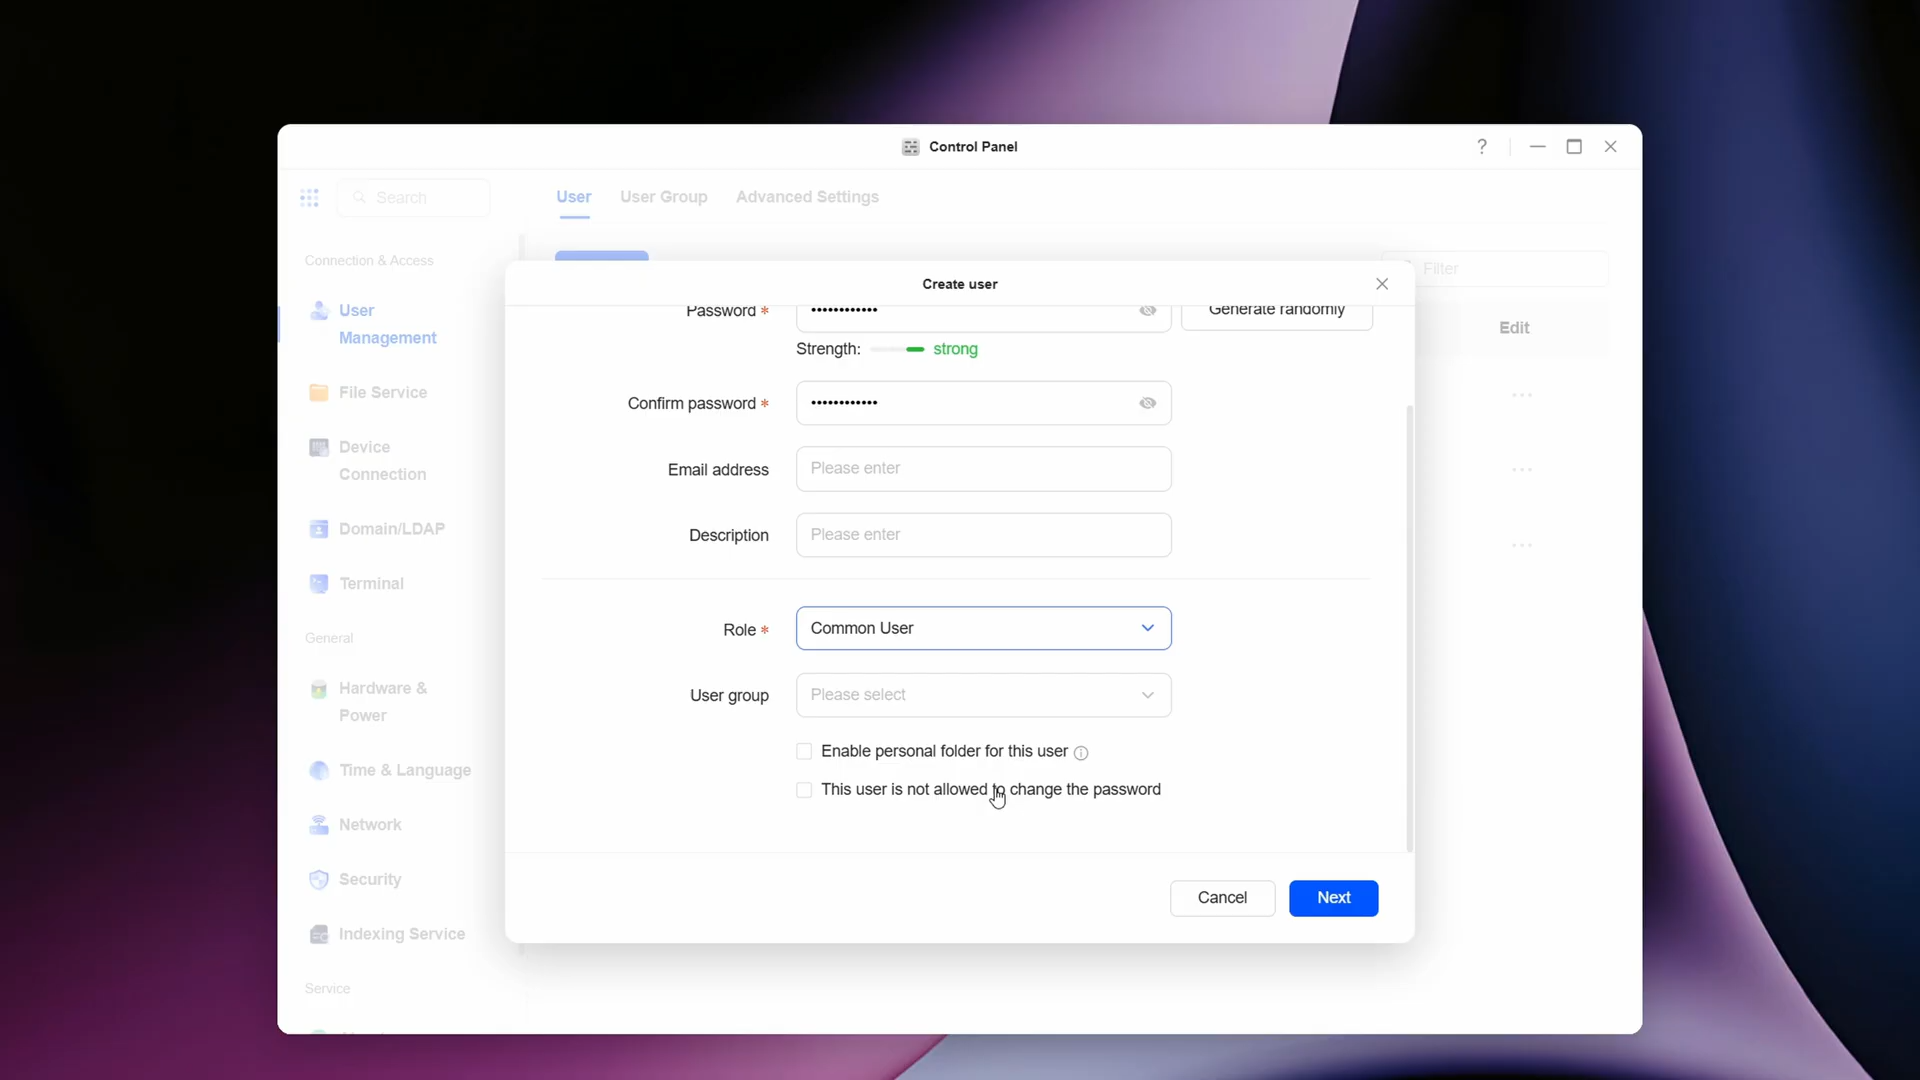 Control Panel
?
Search
User
User Group
Advanced Settings
Connection & Access
Filter
Create user
User
Management
Password *
••••••••••••
Generate randomly
Edit
Strength:
strong
File Service
Confirm password *
••••••••••••
Device
Connection
Email address
Please enter
Domain/LDAP
Description
Please enter
Terminal
General
Role *
Common User
Hardware &
Power
User group
Please select
Enable personal folder for this user
Time & Language
This user is not allowed to change the password
Network
Security
Cancel
Next
Indexing Service
Service